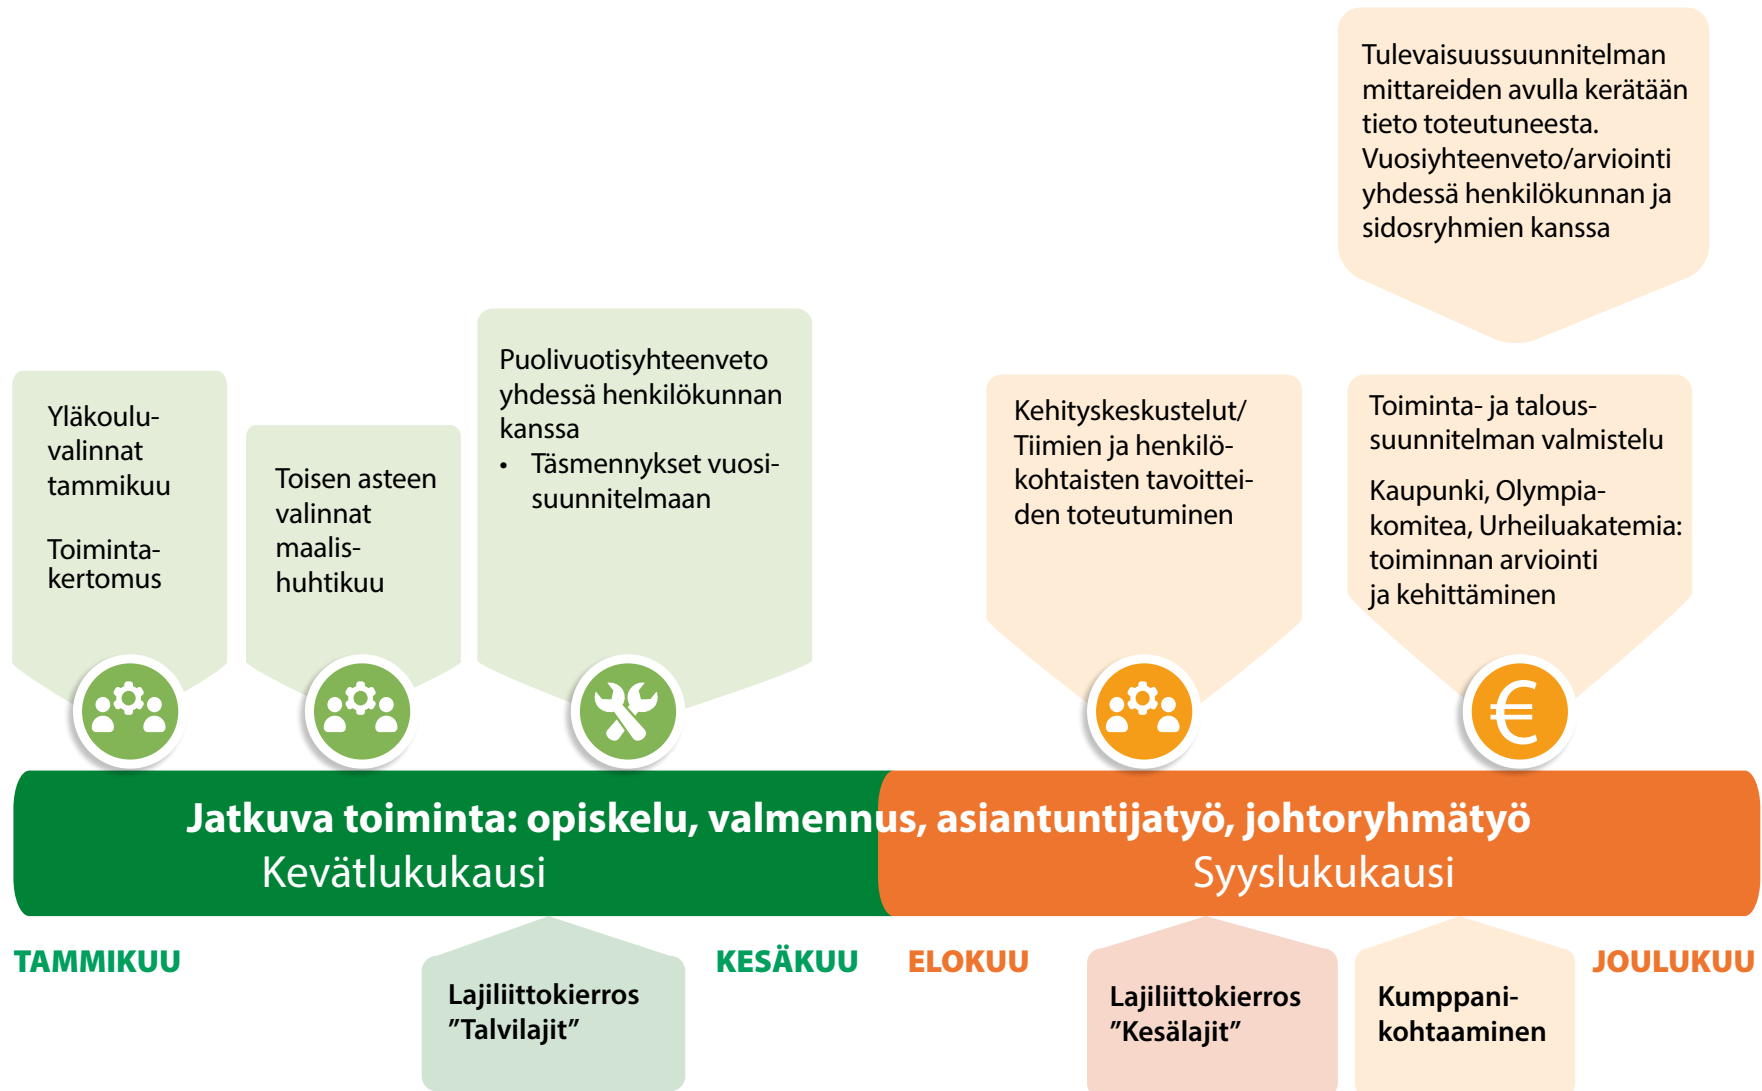 Tulevaisuussuunnitelman
mittareiden avulla kerätään
tieto toteutuneesta.
Vuosiyhteenveto/arviointi
yhdessä henkilökunnan ja
sidosryhmien kanssa
Yläkoulu-
valinnat
tammikuu
Toiminta-
kertomus
Toisen asteen
valinnat
maalis-
huhtikuu
Puolivuotisyhteenveto
yhdessä henkilökunnan
kanssa
• Täsmennykset vuosi-
suunnitelmaan
Kehityskeskustelut/
Tiimien ja henkilö-
kohtaisten tavoittei-
den toteutuminen
Toiminta- ja talous-
suunnitelman valmistelu
Kaupunki, Olympia-
komitea, Urheiluakatemia:
toiminnan arviointi
ja kehittäminen
€
Jatkuva toiminta: opiskelu, valmennus, asiantuntijatyö, johtoryhmätyö
Kevätlukukausi
Syyslukukausi
TAMMIKUU
KESÄKUU
ELOKUU
JOULUKUU
Lajiliittokierros
"Talvilajit"
Lajiliittokierros
"Kesälajit"
Kumppani-
kohtaaminen